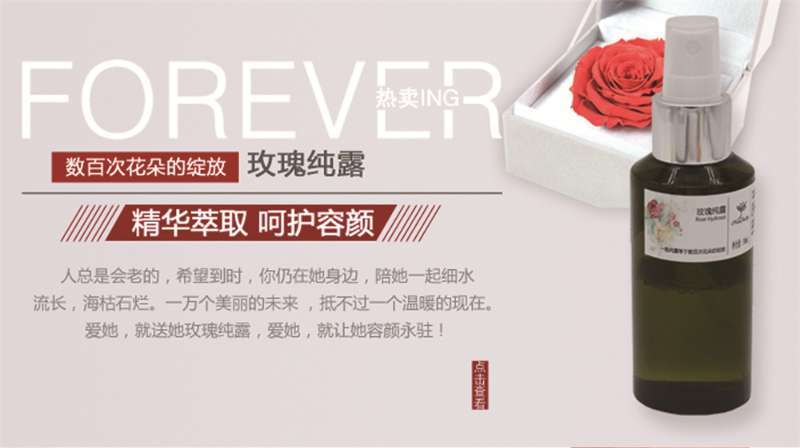 FOREVER
热卖ING
数百次花朵的绽放 玫瑰纯露
精华萃取 呵护容颜
人总是会老的，希望到时，你仍在她身边，陪她一起细水
流长，海枯石烂。一万个美丽的未来 ，抵不过一个温暖的现在。
爱她，就送她玫瑰纯露，爱她，就让她容颜永驻！
点击查看
玫瑰纯露
Rose Hydrosol